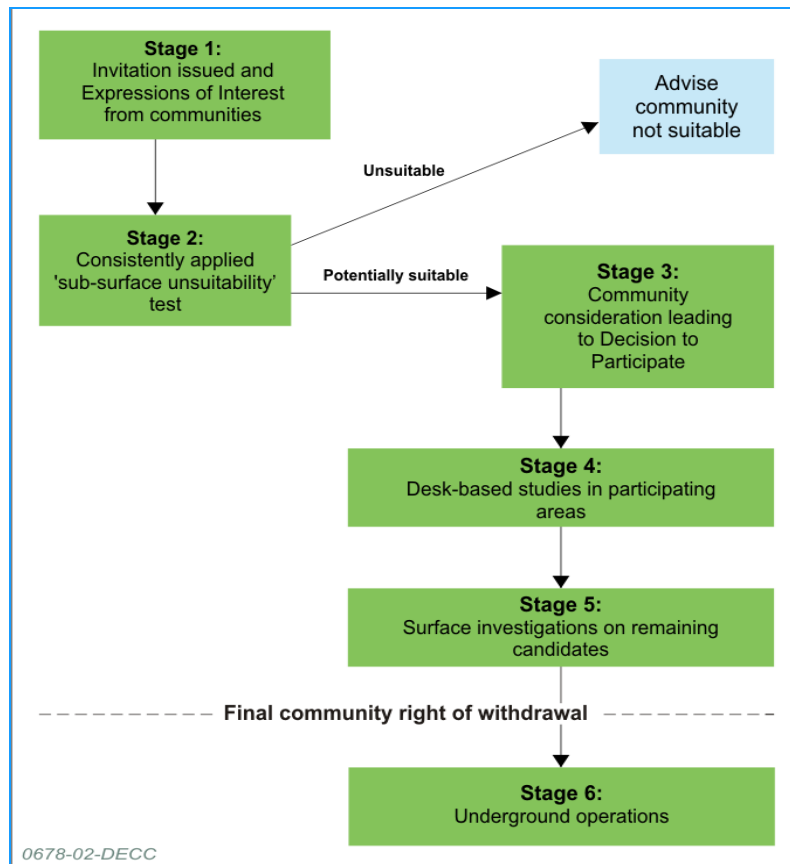 Stage 1:
Invitation issued and
Expressions of Interest
from communities
Advise
community
not suitable
Unsuitable
Stage 2:
Consistently applied
'sub-surface unsuitability’
test
Potentially suitable
Stage 3:
Community
consideration leading
to Decision to
Participate
Stage 4:
Desk-based studies in participating
areas
Stage 5:
Surface investigations on remaining
candidates
Final community right of withdrawal
Stage 6:
Underground operations
0678-02-DECC